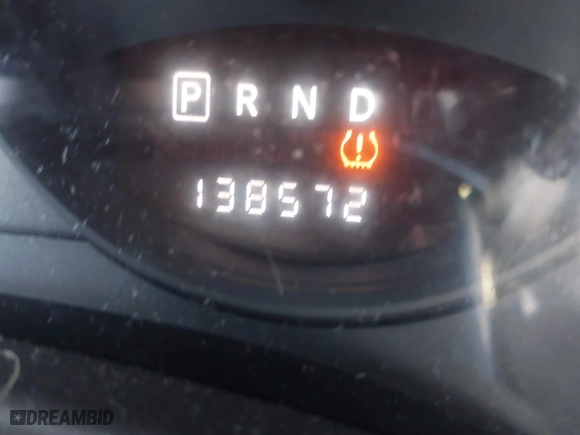 P R N D
138572
DREAMBID